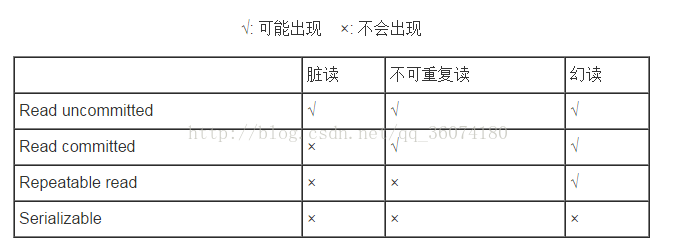 √: 可能出现 ×: 不会出现
脏读 不可重复读 幻读
Read uncommitted √ √ √
http://blog.csdn.net/qq_36074180
Read committed × √ √
Repeatable read × × √
Serializable × × ×